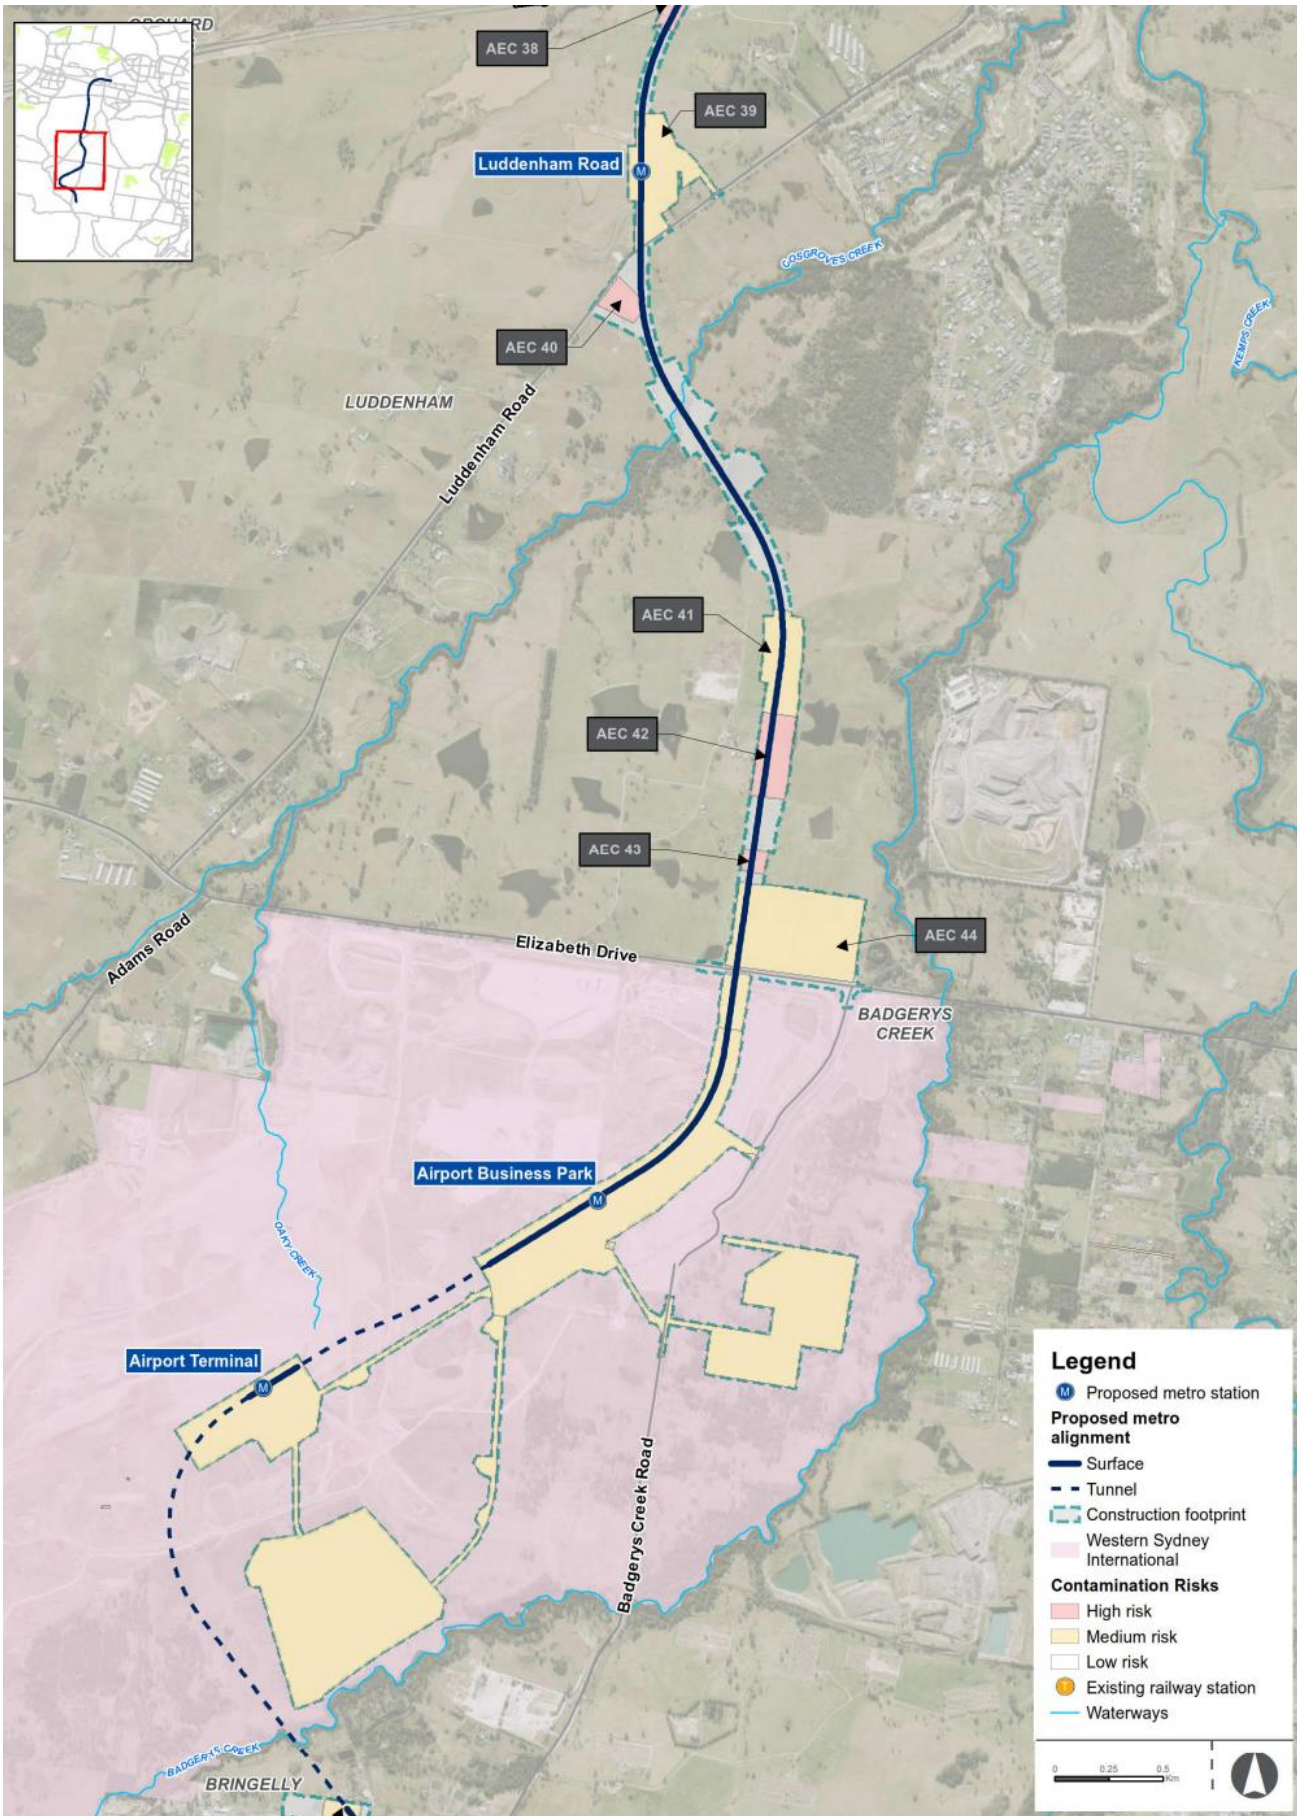 ORCHARD
AEC 38
AEC 39
Luddenham Road
M
COSGROVES CREEK
KEMPS CREEK
AEC 40
LUDDENHAM
Luddenham Road
AEC 41
AEC 42
AEC 43
AEC 44
Adams Road
Elizabeth Drive
BADGERYS
CREEK
Airport Business Park
M
OAKY CREEK
Airport Terminal
M
Badgerys Creek Road
BADGERYS CREEK
BRINGELLY
Legend
M Proposed metro station
Proposed metro
alignment
Surface
Tunnel
Construction footprint
Western Sydney
International
Contamination Risks
High risk
Medium risk
Low risk
T Existing railway station
Waterways
0 0.25 0.5
Km